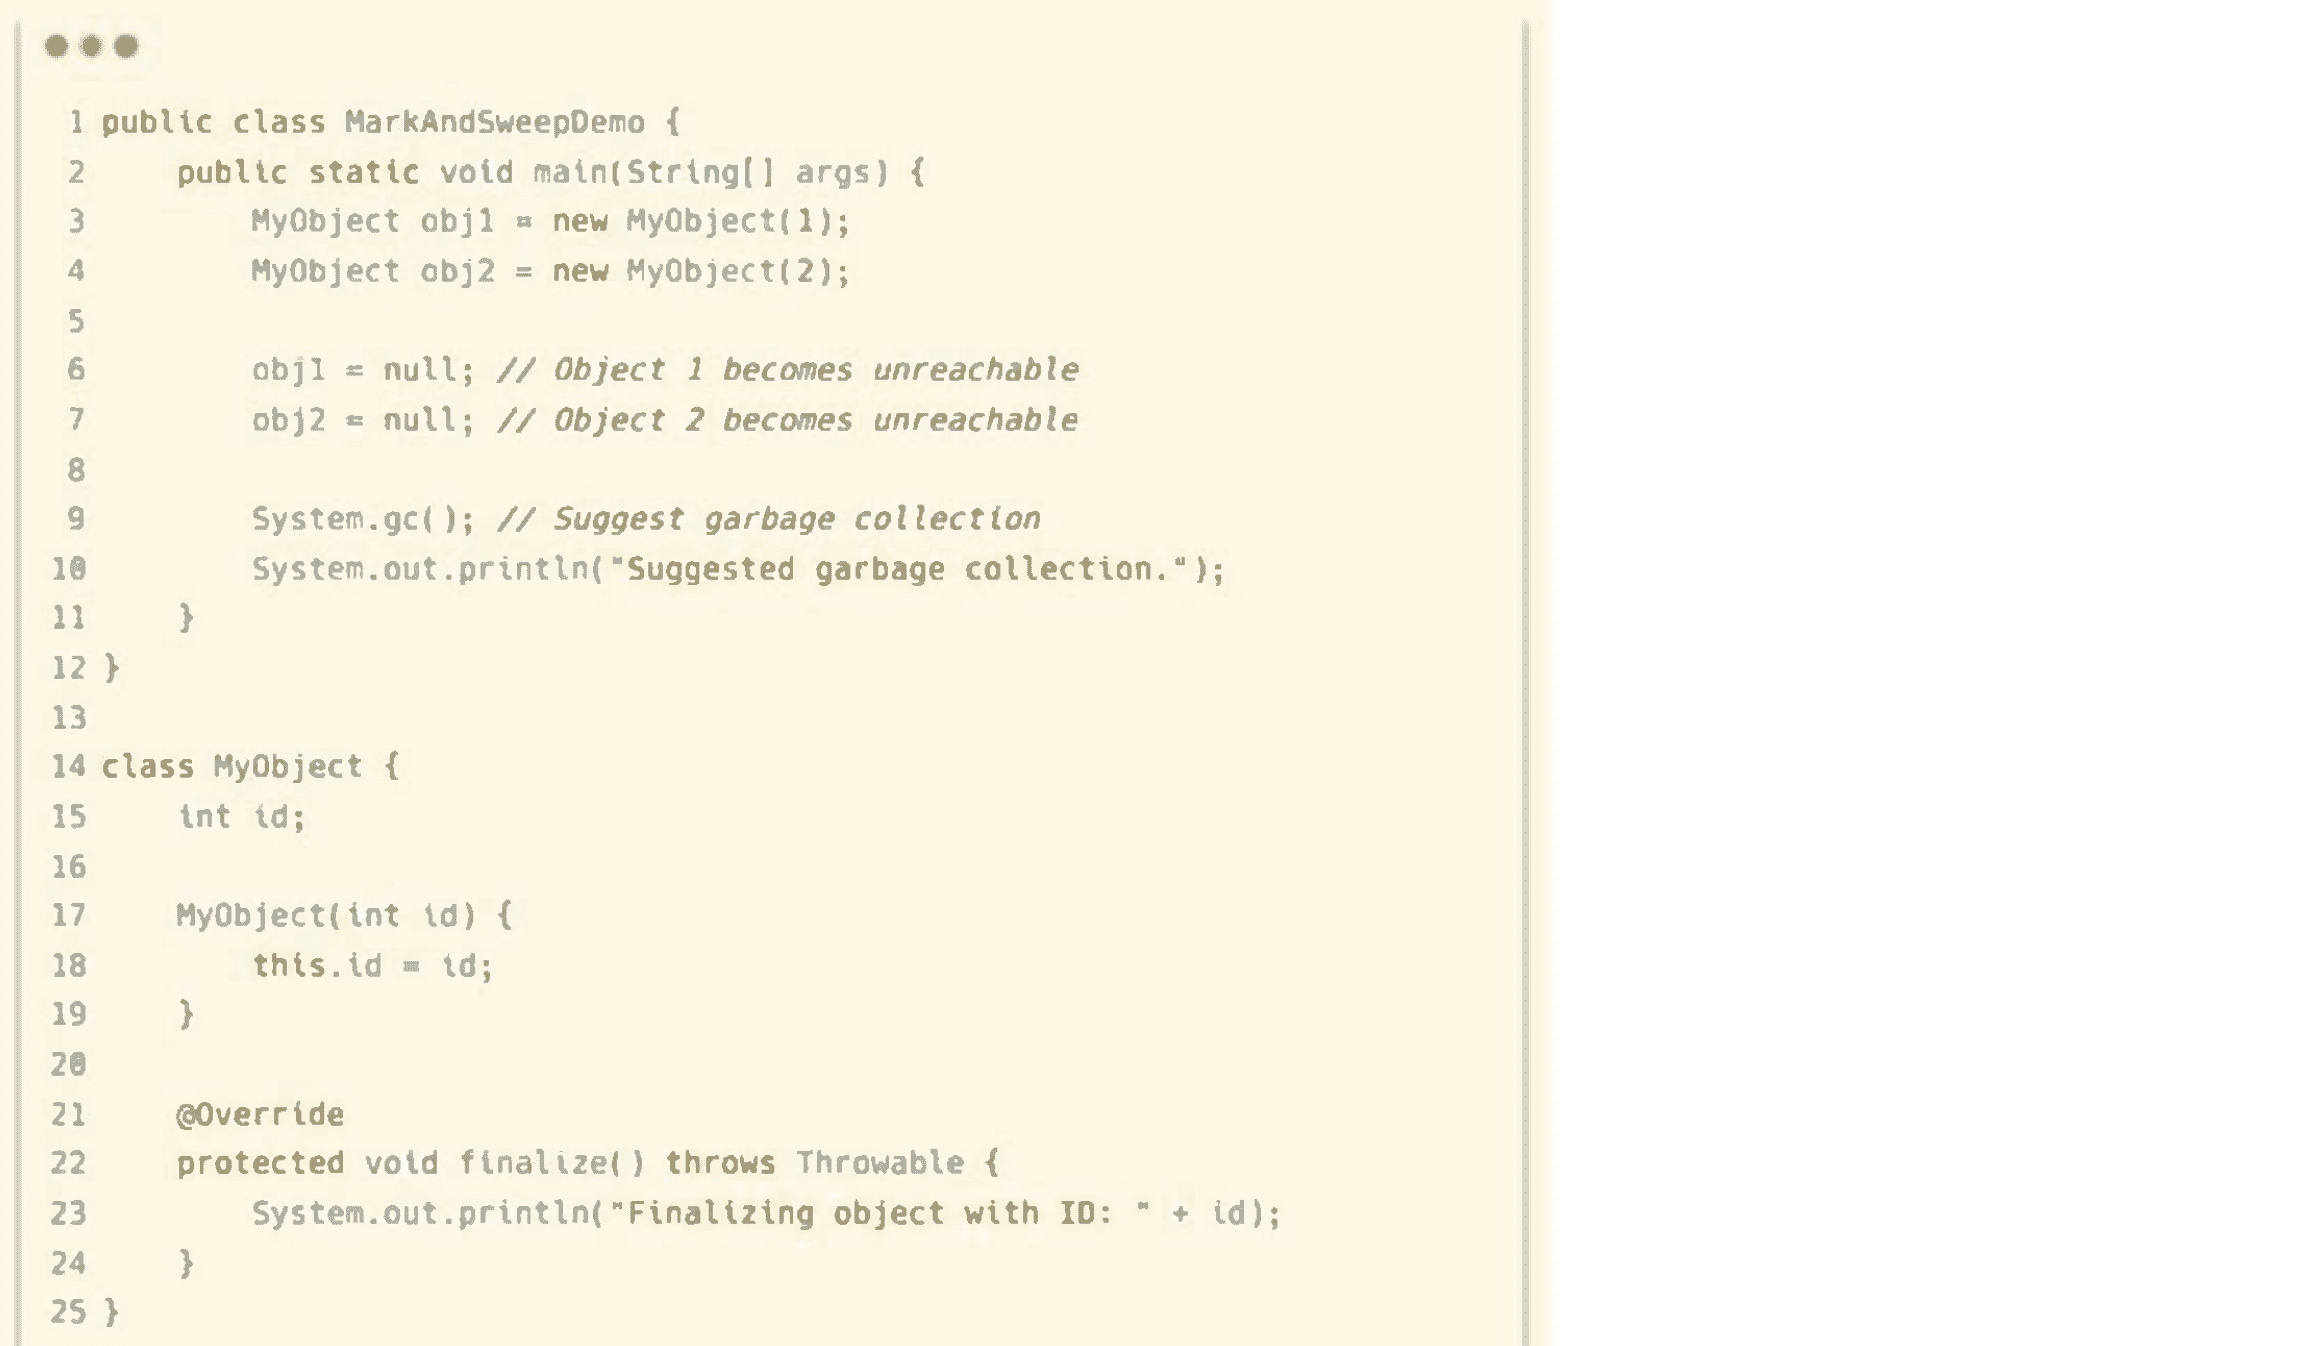 1 public class MarkAndSweepDemo {
2     public static void main(String[] args) {
3         MyObject obj1 = new MyObject(1);
4         MyObject obj2 = new MyObject(2);
5
6         obj1 = null; // Object 1 becomes unreachable
7         obj2 = null; // Object 2 becomes unreachable
8
9         System.gc(); // Suggest garbage collection
10         System.out.println("Suggested garbage collection.");
11     }
12 }
13
14 class MyObject {
15     int id;
16
17     MyObject(int id) {
18         this.id = id;
19     }
20
21     @Override
22     protected void finalize() throws Throwable {
23         System.out.println("Finalizing object with ID: " + id);
24     }
25 }